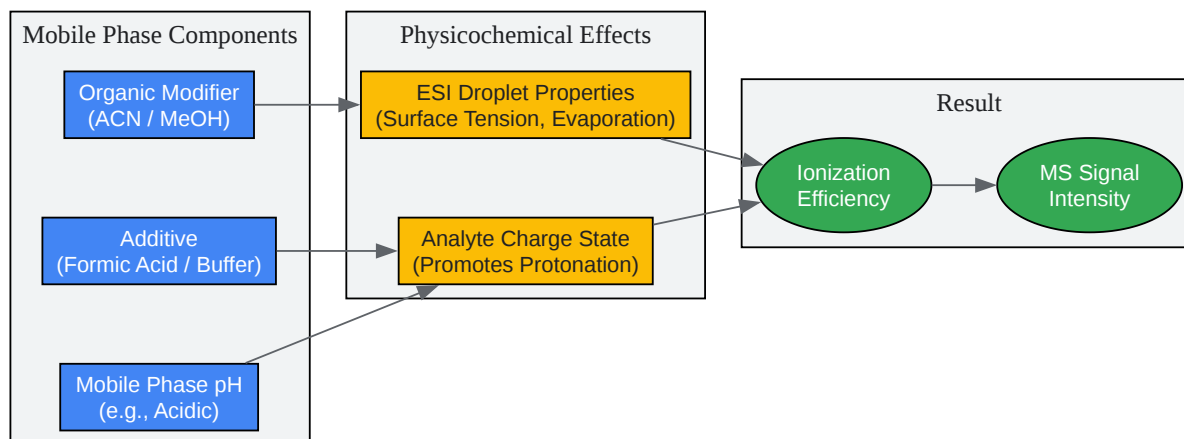 Mobile Phase Components
Organic Modifier
(ACN / MeOH)
Additive
(Formic Acid / Buffer)
Mobile Phase pH
(e.g., Acidic)
Physicochemical Effects
ESI Droplet Properties
(Surface Tension, Evaporation)
Analyte Charge State
(Promotes Protonation)
Result
Ionization
Efficiency
MS Signal
Intensity